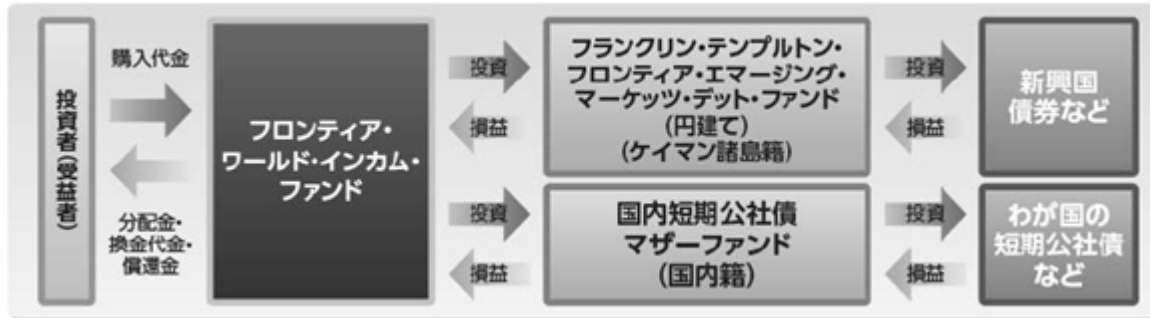 投資者(受益者)
購入代金
分配金・
換金代金・
償還金
フロンティア・
ワールド・インカム・
ファンド
投資
損益
フランクリン・テンプルトン・
フロンティア・エマージング・
マーケッツ・デット・ファンド
(円建て)
(ケイマン諸島籍)
投資
損益
新興国
債券など
投資
損益
国内短期公社債
マザーファンド
(国内籍)
投資
損益
わが国の
短期公社債
など